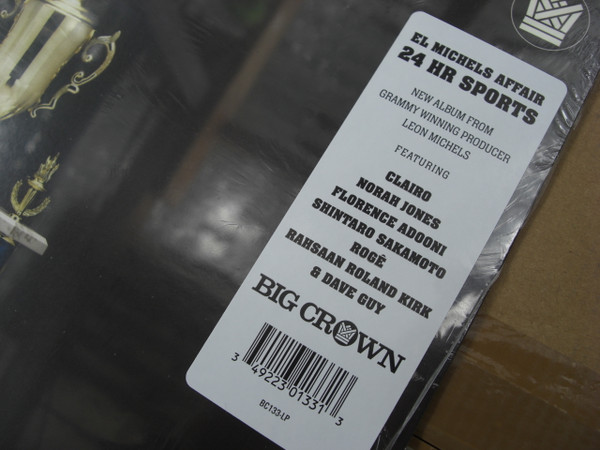 EL MICHELS AFFAIR
24 HR SPORTS
NEW ALBUM FROM
GRAMMY WINNING PRODUCER
LEON MICHELS
FEATURING
CLAIRO
NORAH JONES
FLORENCE ADOONI
SHINTARO SAKAMOTO
ROGÊ
RAHSAAN ROLAND KIRK
& DAVE GUY
BIG CROWN
3 49223 01331 3
BC133-LP